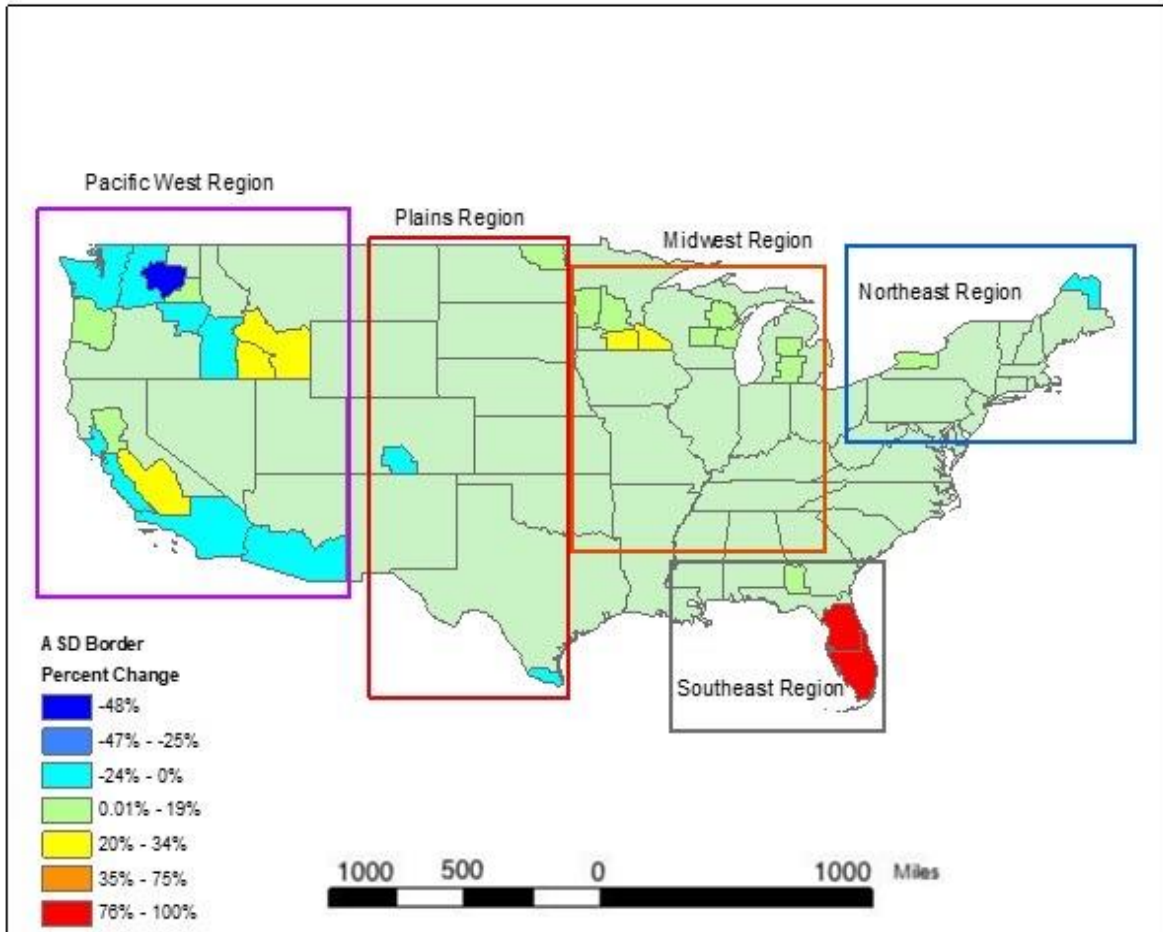 Pacific West Region
Plains Region
Midwest Region
Northeast Region
Southeast Region
ASD Border
Percent Change
-48%
-47% - -25%
-24% - 0%
0.01% - 19%
20% - 34%
35% - 75%
76% - 100%
1000 500 0 1000 Miles